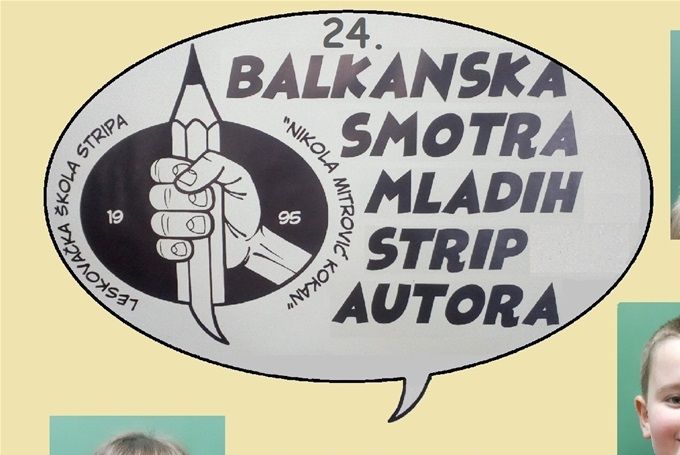 24.
BALKANSKA
SMOTRA
MLADIH
STRIP
AUTORA
LESKOVAČKA ŠKOLA STRIPA
"NIKOLA MITROVIĆ KOKAN"
19 95